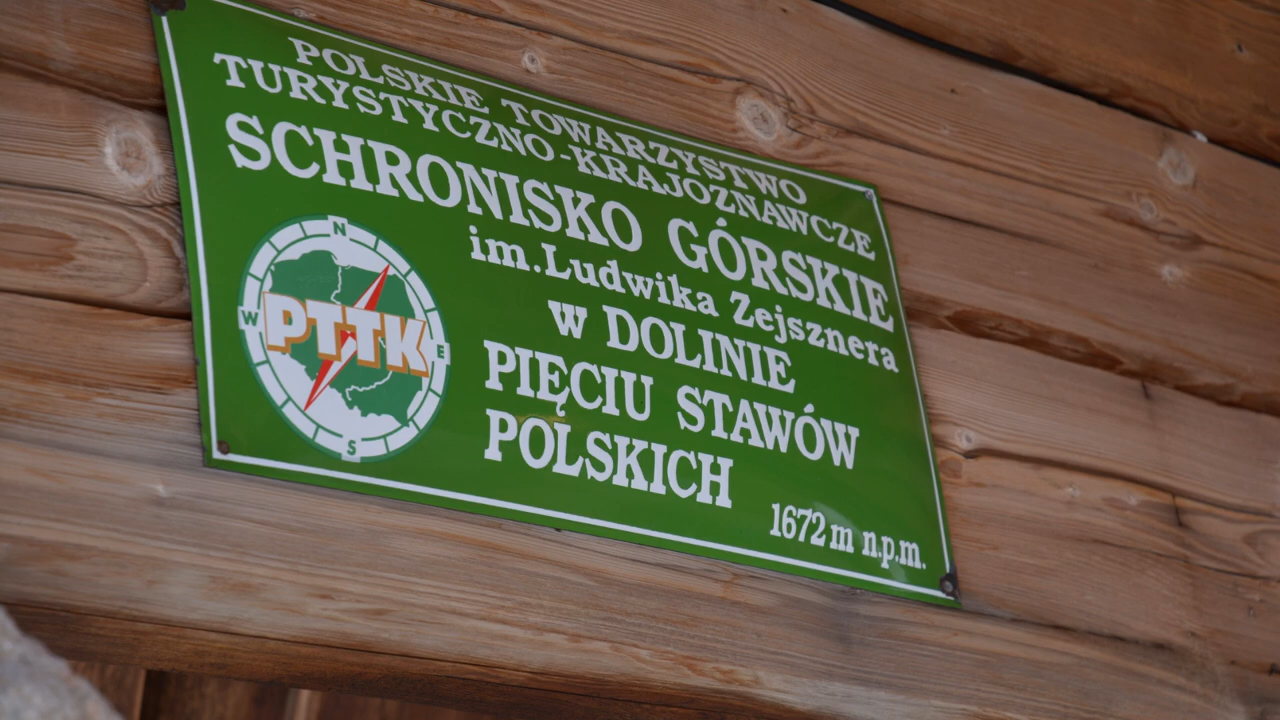 POLSKIE TOWARZYSTWO
TURYSTYCZNO-KRAJOZNAWCZE
SCHRONISKO GÓRSKIE
im. Ludwika Zejsznera
w DOLINIE
PIĘCIU STAWÓW
POLSKICH
1672 m n.p.m.
N
W
PTTK
E
S